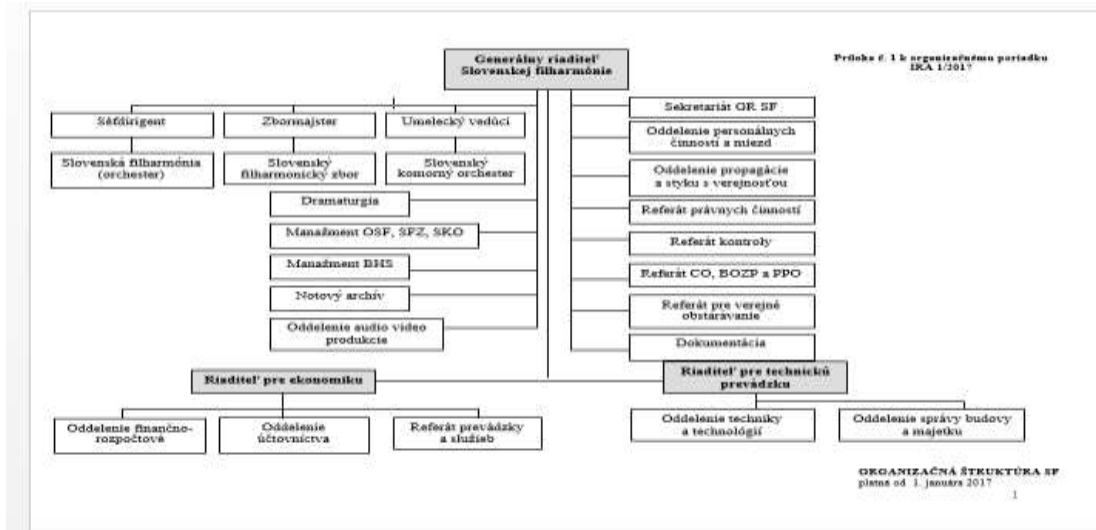 Generálny riaditeľ
Slovenskej filharmónie
Príloha č. 1 k organizačnému poriadku
IRA 1/2017
Šéfdirigent
Zbormajster
Umelecký vedúci
Slovenská filharmónia
(orchester)
Slovenský
filharmonický zbor
Slovenský
komorný orchester
Dramaturgia
Manažment OSF, SFZ, SKO
Manažment BHS
Notový archív
Oddelenie audio video
produkcie
Sekretariát GR SF
Oddelenie personálnych
činností a miezd
Oddelenie propagácie
a styku s verejnosťou
Referát právnych činností
Referát kontroly
Referát CO, BOZP a PPO
Referát pre verejné
obstarávanie
Dokumentácia
Riaditeľ pre ekonomiku
Riaditeľ pre technickú
prevádzku
Oddelenie finančno-
rozpočtové
Oddelenie
účtovníctva
Referát prevádzky
a služieb
Oddelenie techniky
a technológií
Oddelenie správy budovy
a majetku
ORGANIZAČNÁ ŠTRUKTÚRA SF
platná od 1. januára 2017
1